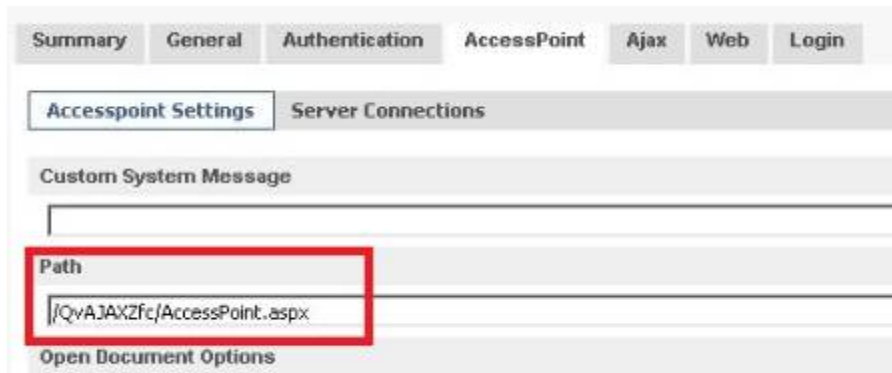 Summary General Authentication AccessPoint Ajax Web Login
Accesspoint Settings Server Connections
Custom System Message
Path
/QvAJAXZfc/AccessPoint.aspx
Open Document Options